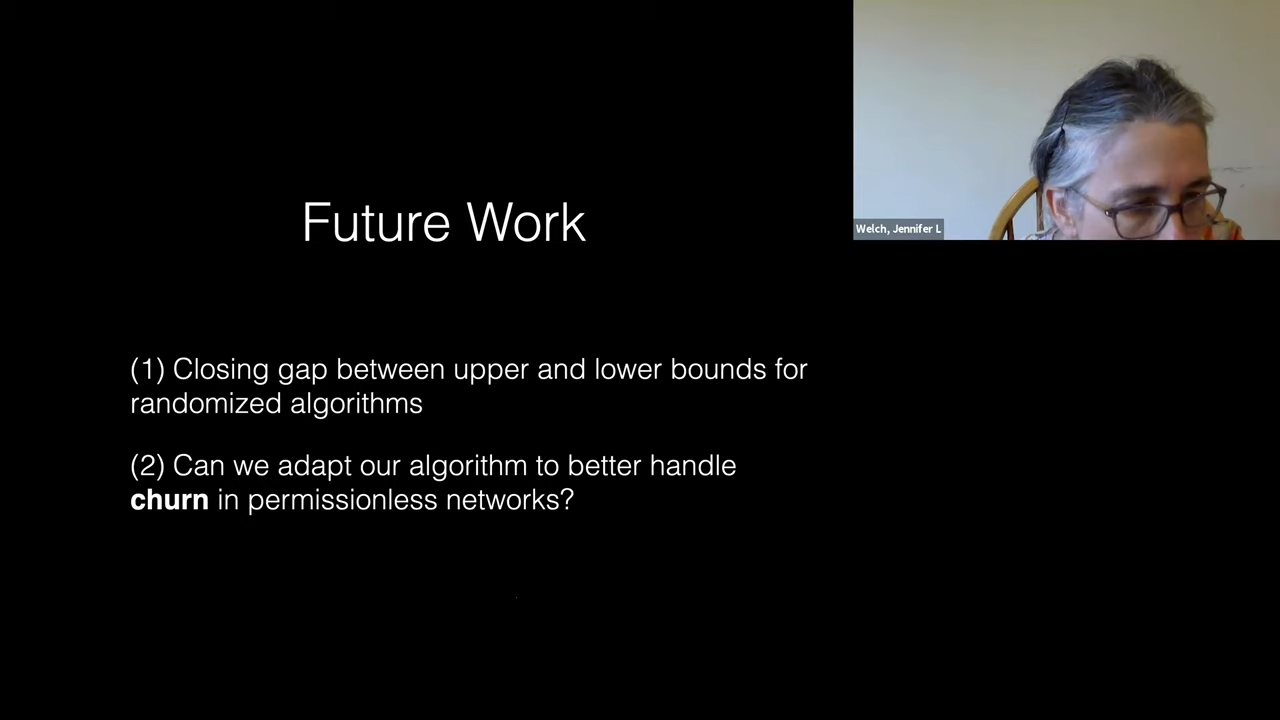 Welch, Jennifer L
Future Work
(1) Closing gap between upper and lower bounds for
randomized algorithms
(2) Can we adapt our algorithm to better handle
churn in permissionless networks?